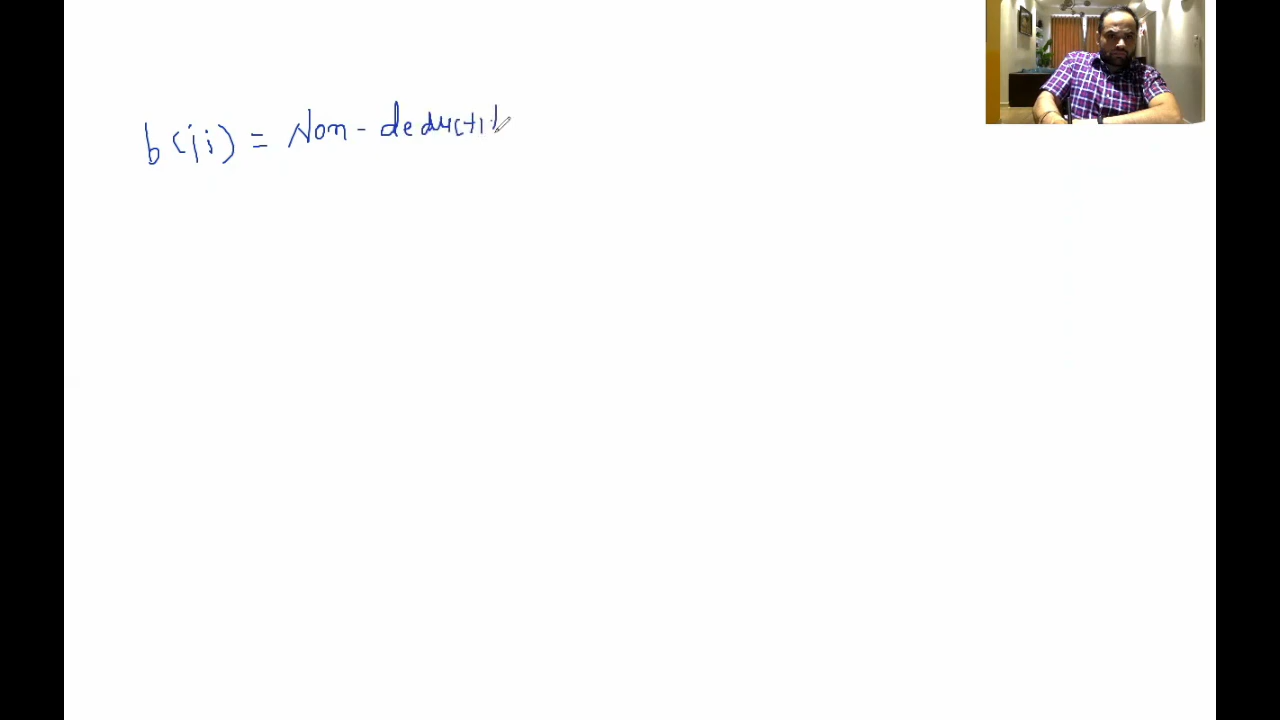 b(ii) = Non-deductib